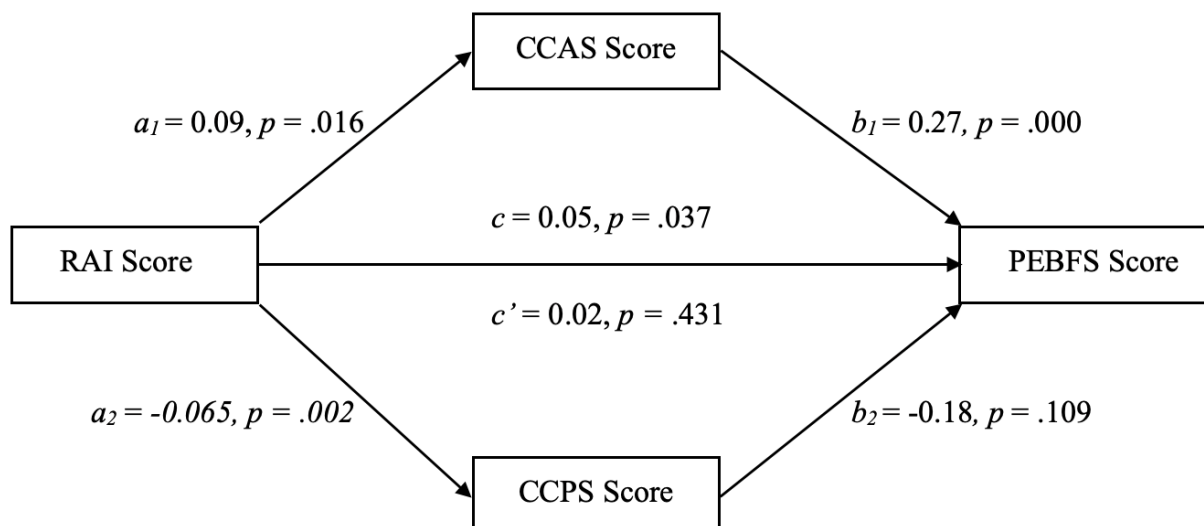 CCAS Score
a₁ = 0.09, p = .016
b₁ = 0.27, p = .000
c = 0.05, p = .037
RAI Score
PEBFS Score
c’ = 0.02, p = .431
a₂ = -0.065, p = .002
b₂ = -0.18, p = .109
CCPS Score